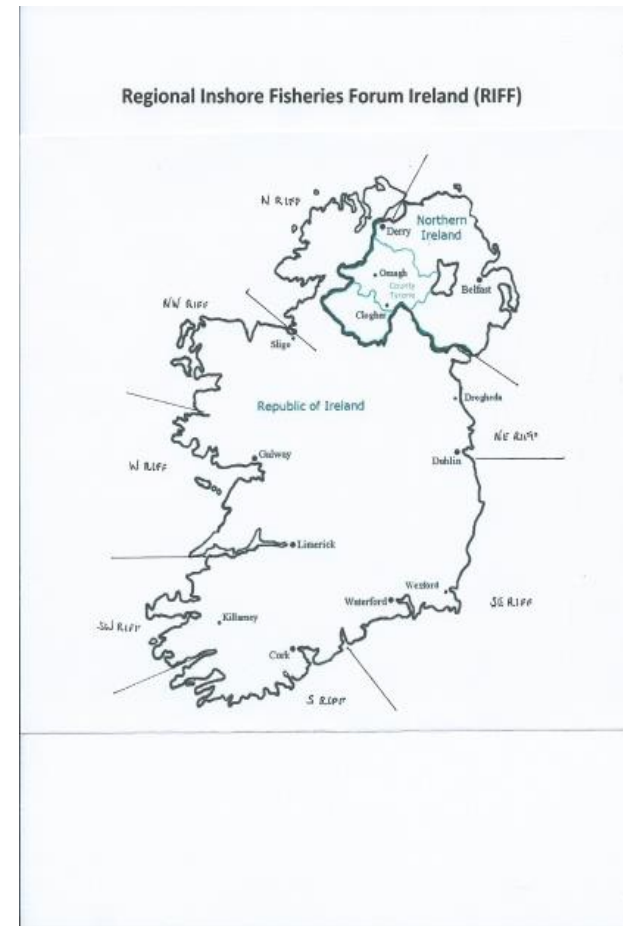 Regional Inshore Fisheries Forum Ireland (RIFF)
N RIFF
Northern
Ireland
Derry
Omagh
County
Tyrone
Belfast
Clogher
NW RIFF
Sligo
Republic of Ireland
Drogheda
NE RIFF
Galway
Dublin
W RIFF
Limerick
Wexford
Waterford
SE RIFF
Killarney
SW RIFF
Cork
S RIFF